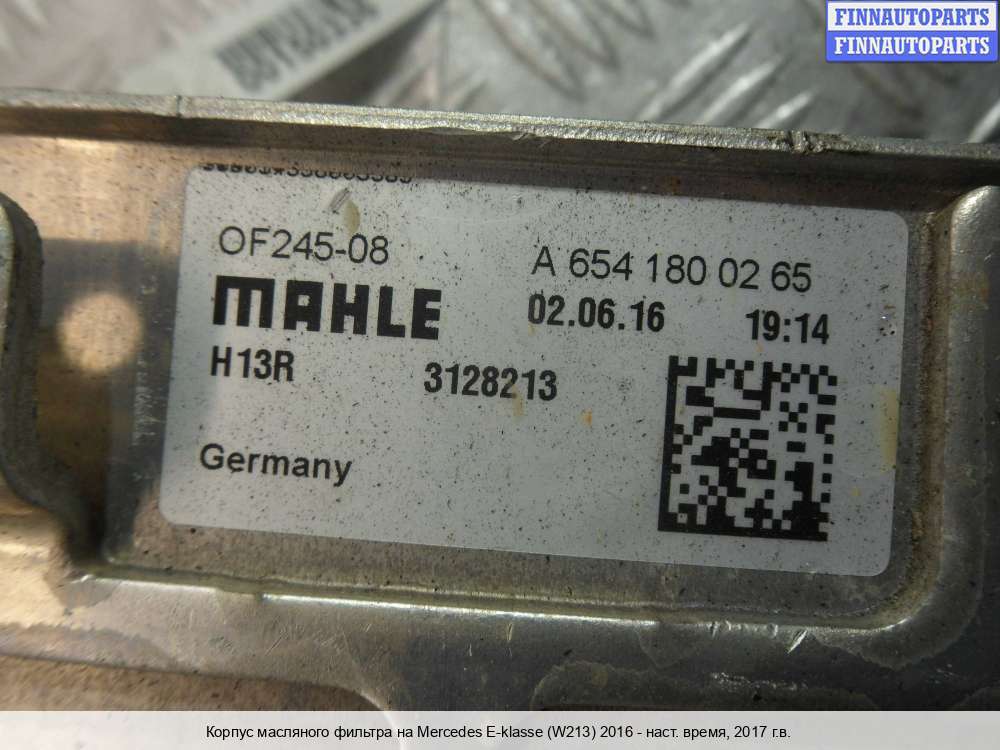 FINNAUTOPARTS
FINNAUTOPARTS
OF245-08
A 654 180 02 65
MAHLE
02.06.16
19:14
H13R
3128213
Germany
Корпус масляного фильтра на Mercedes E-klasse (W213) 2016 - наст. время, 2017 г.в.